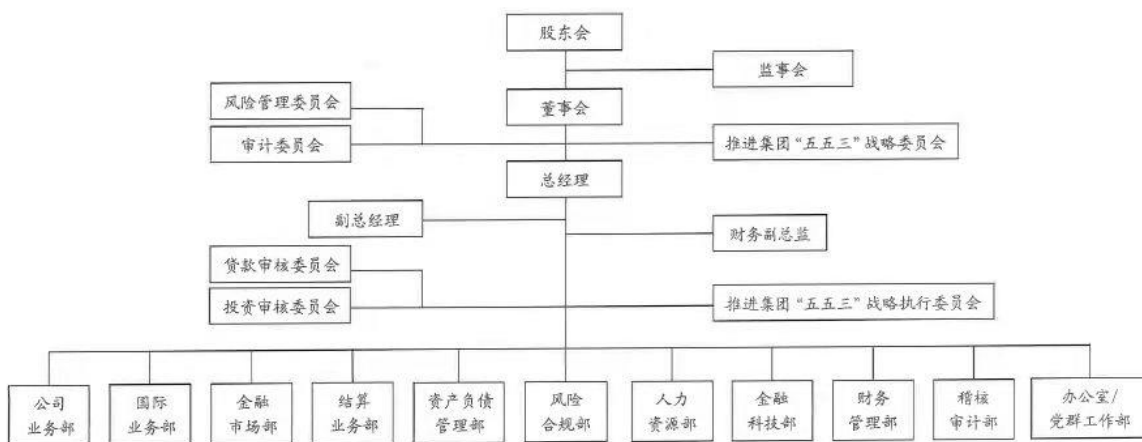 股东会
监事会
风险管理委员会
董事会
审计委员会
推进集团“五五三”战略委员会
总经理
副总经理
财务副总监
贷款审核委员会
投资审核委员会
推进集团“五五三”战略执行委员会
公司
业务部
国际
业务部
金融
市场部
结算
业务部
资产负债
管理部
风险
合规部
人力
资源部
金融
科技部
财务
管理部
稽核
审计部
办公室/
党群工作部